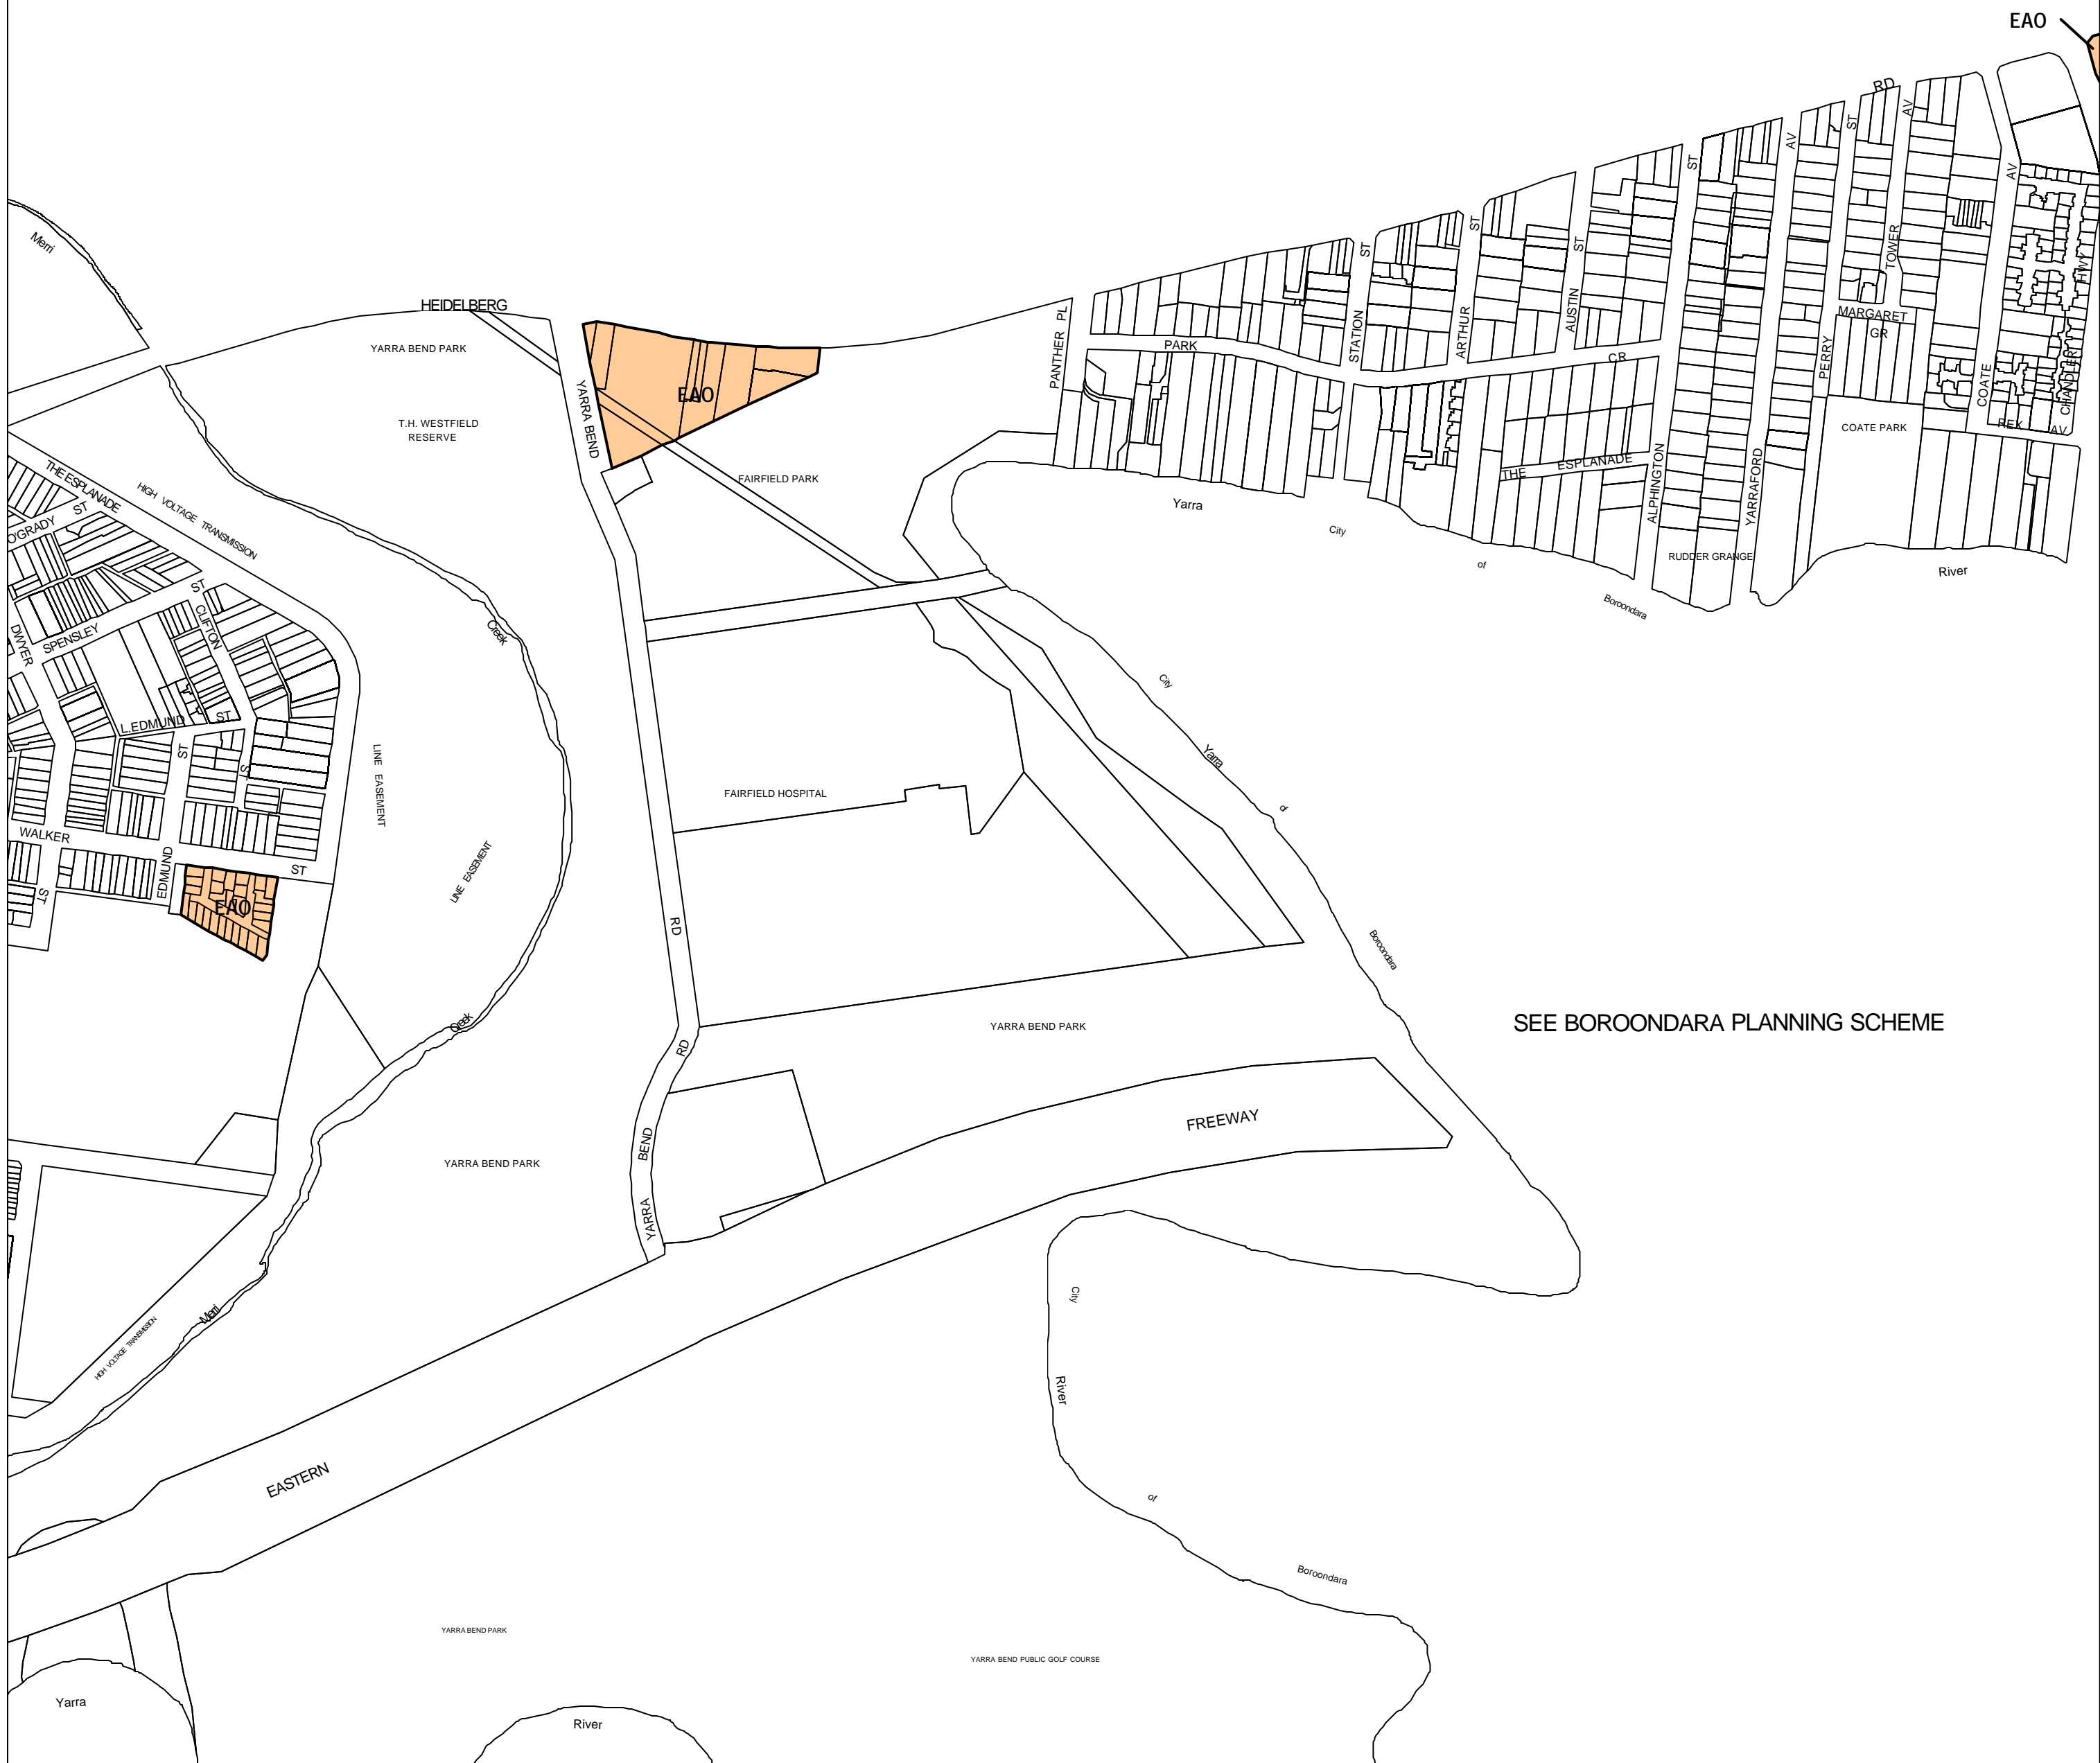 EAO
RD
AV
ST
AV
ST
AV
ST
ST
ST
ST
TOWER
HWY
Merri
HEIDELBERG
YARRA BEND PARK
PANTHER PL
PARK
STATION
ARTHUR
AUSTIN
CR
PERRY
MARGARET
GR
COATE
CHANDLER
REX AV
EAO
YARRA BEND
T.H. WESTFIELD
RESERVE
FAIRFIELD PARK
COATE PARK
THE ESPLANADE
ALPHINGTON
YARRAFORD
RUDDER GRANGE
Yarra
City
of
Boroondara
River
THE ESPLANADE
HIGH VOLTAGE TRANSMISSION
O'GRADY ST
ST
CLIFTON
SPENSLEY
DWYER
Creek
City
Yarra
of
Boroondara
L.EDMUND ST
ST
ST
LINE EASEMENT
LINE EASEMENT
FAIRFIELD HOSPITAL
WALKER
ST
EDMUND
ST
EAO
RD
SEE BOROONDARA PLANNING SCHEME
YARRA BEND PARK
Creek
RD
FREEWAY
BEND
YARRA BEND PARK
YARRA
Merri
HIGH VOLTAGE TRANSMISSION
City
River
of
Boroondara
EASTERN
YARRA BEND PARK
YARRA BEND PUBLIC GOLF COURSE
Yarra
River